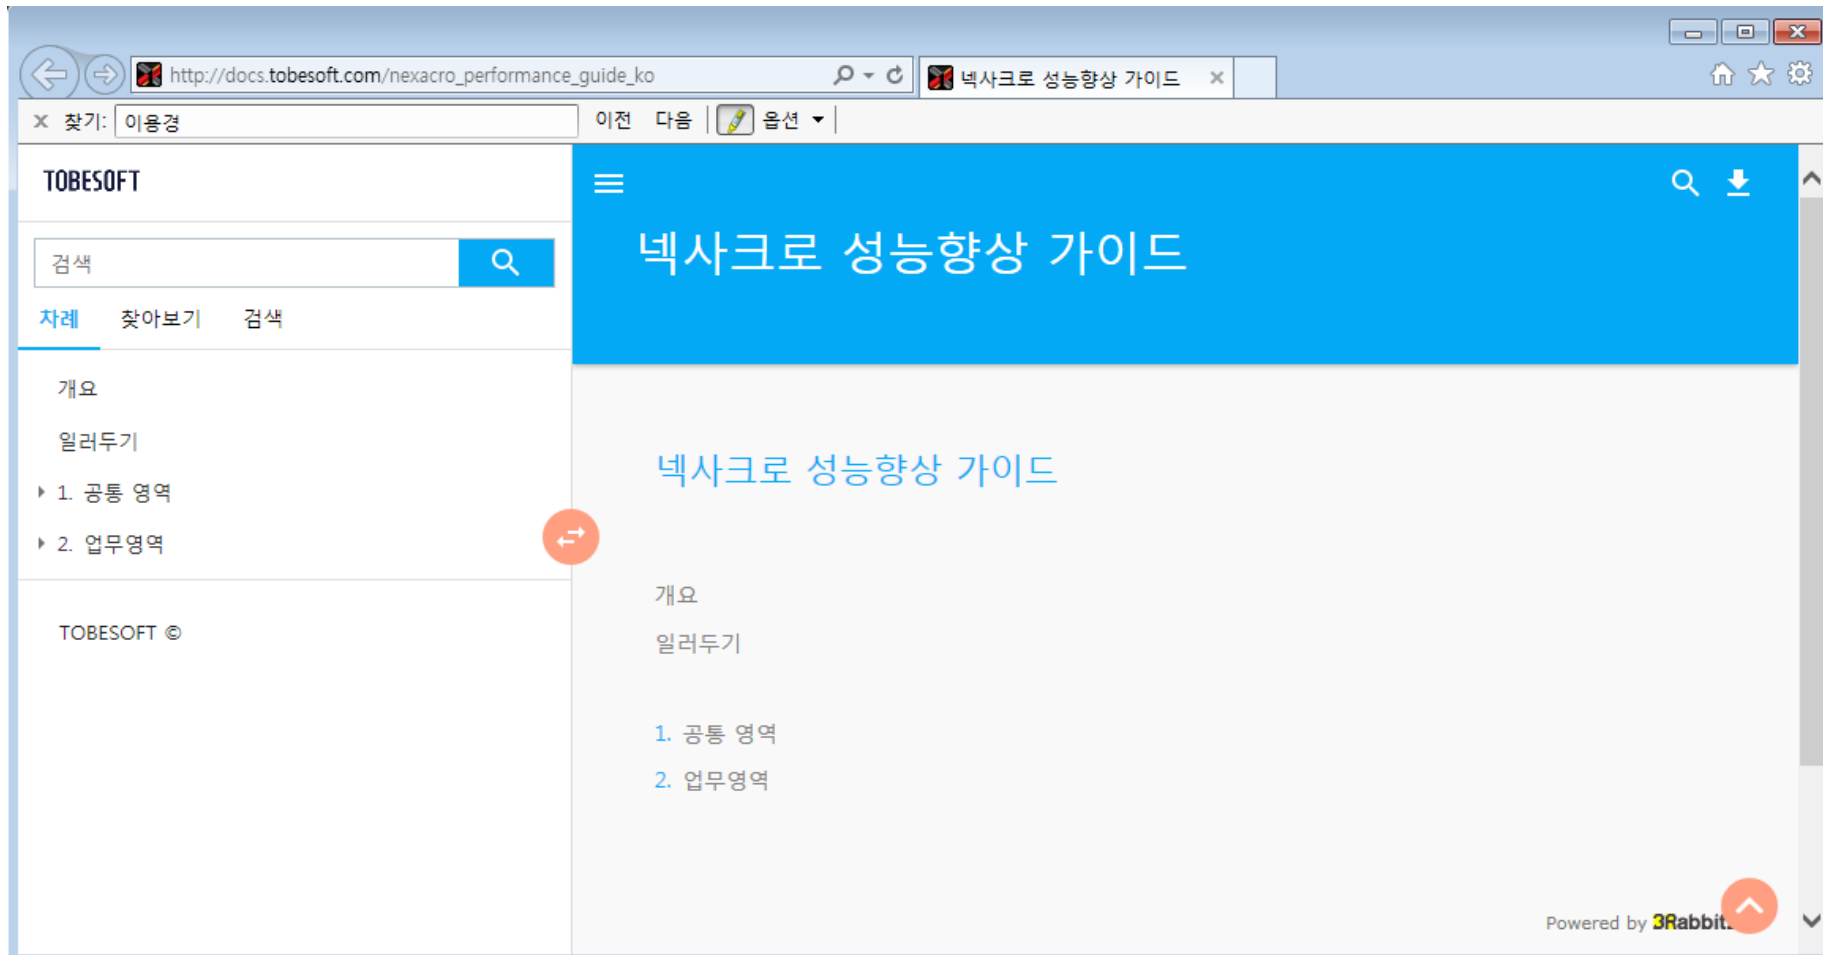 http://docs.tobesoft.com/nexacro_performance_guide_ko
넥사크로 성능향상 가이드
찾기: 이용경 이전 다음 옵션
TOBESOFT
검색
차례 찾아보기 검색
개요
일러두기
1. 공통 영역
2. 업무영역
TOBESOFT ©
넥사크로 성능향상 가이드
넥사크로 성능향상 가이드
개요
일러두기
1. 공통 영역
2. 업무영역
Powered by 3Rabbit